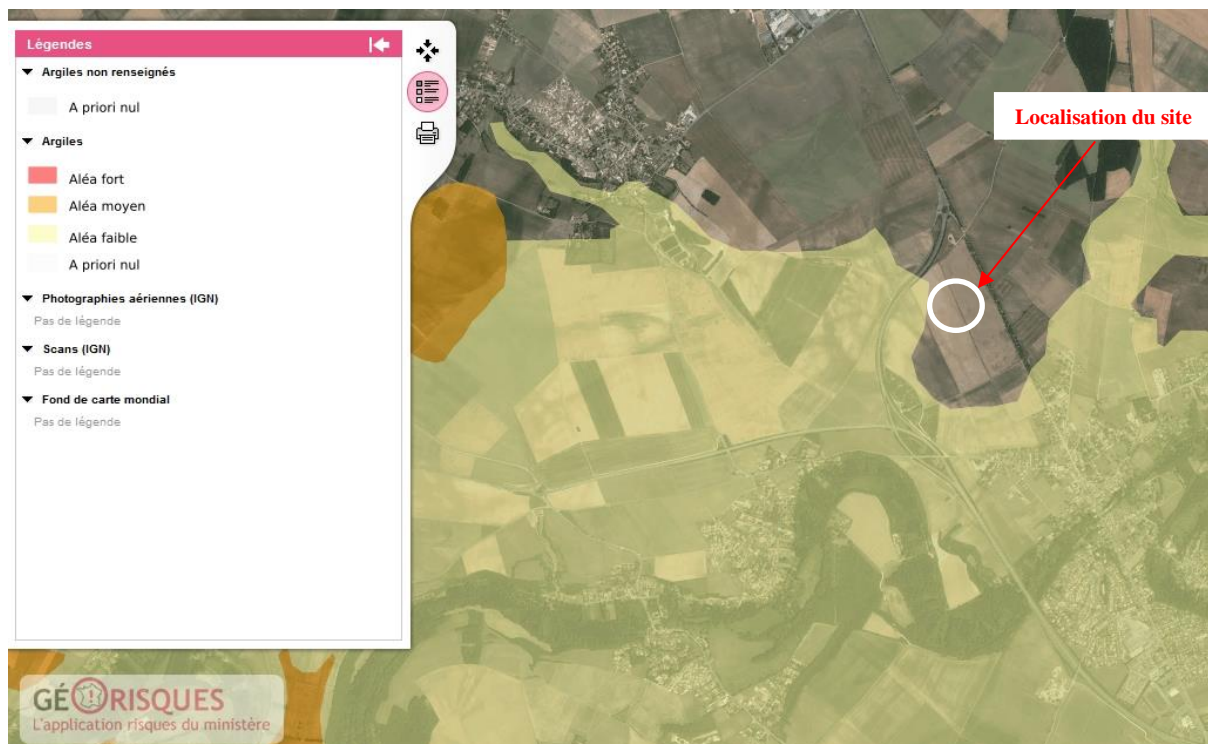 Légendes
Argiles non renseignés
A priori nul
Argiles
Aléa fort
Aléa moyen
Aléa faible
A priori nul
Photographies aériennes (IGN)
Pas de légende
Scans (IGN)
Pas de légende
Fond de carte mondial
Pas de légende
Localisation du site
GÉORISQUES
L'application risques du ministère